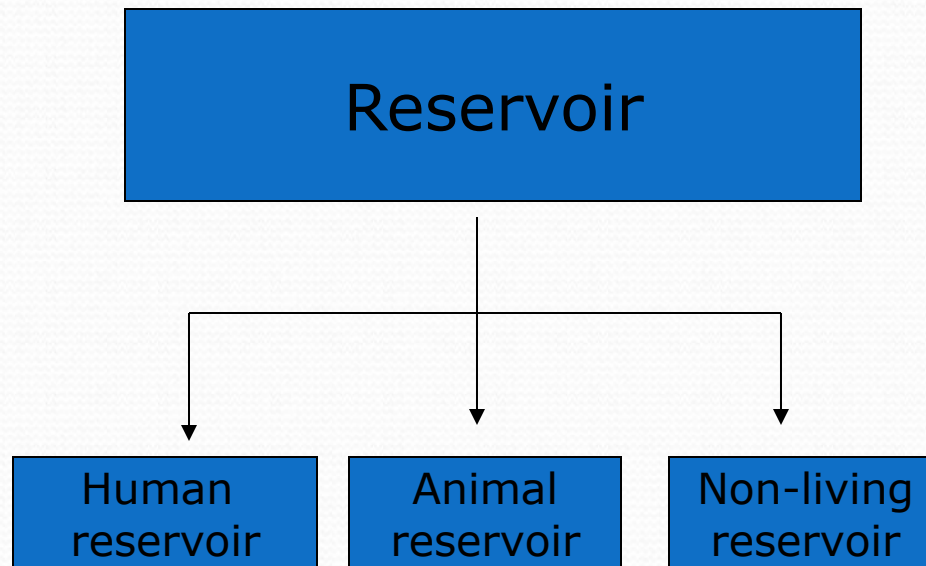 Reservoir
Human
reservoir
Animal
reservoir
Non-living
reservoir